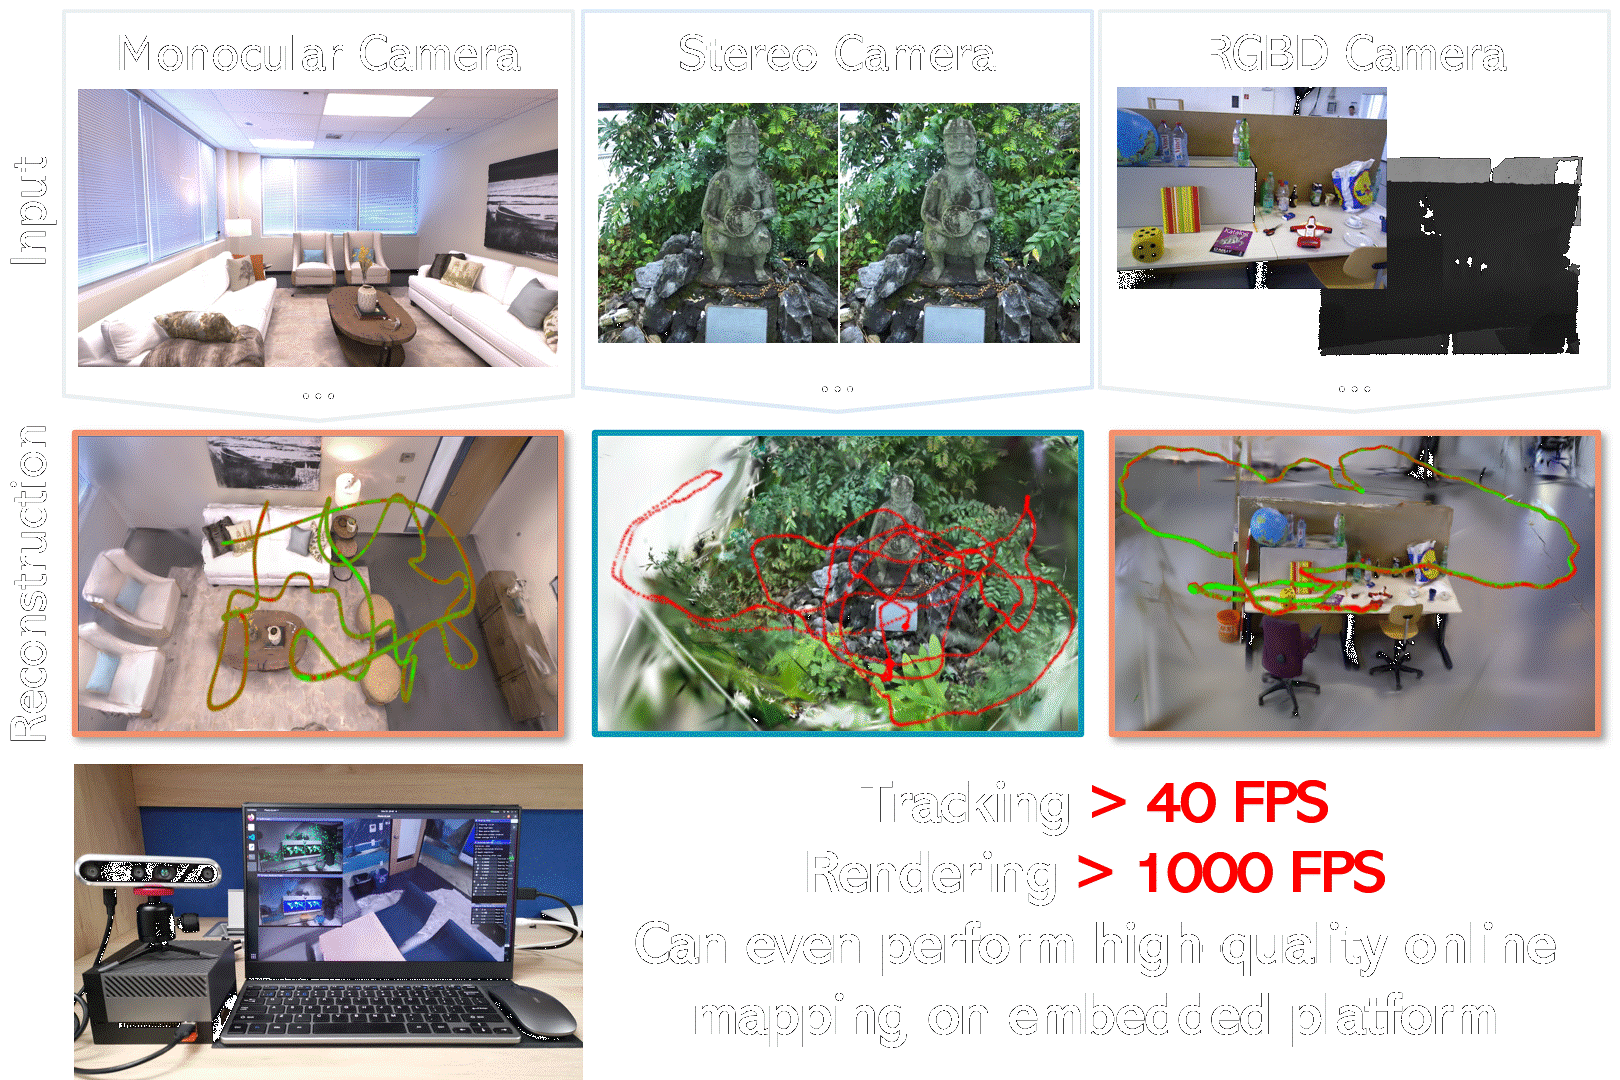 Monocular Camera
Stereo Camera
RGBD Camera
Input
Reconstruction
Tracking > 40 FPS
Rendering > 1000 FPS
Can even perform high quality online
mapping on embedded platform